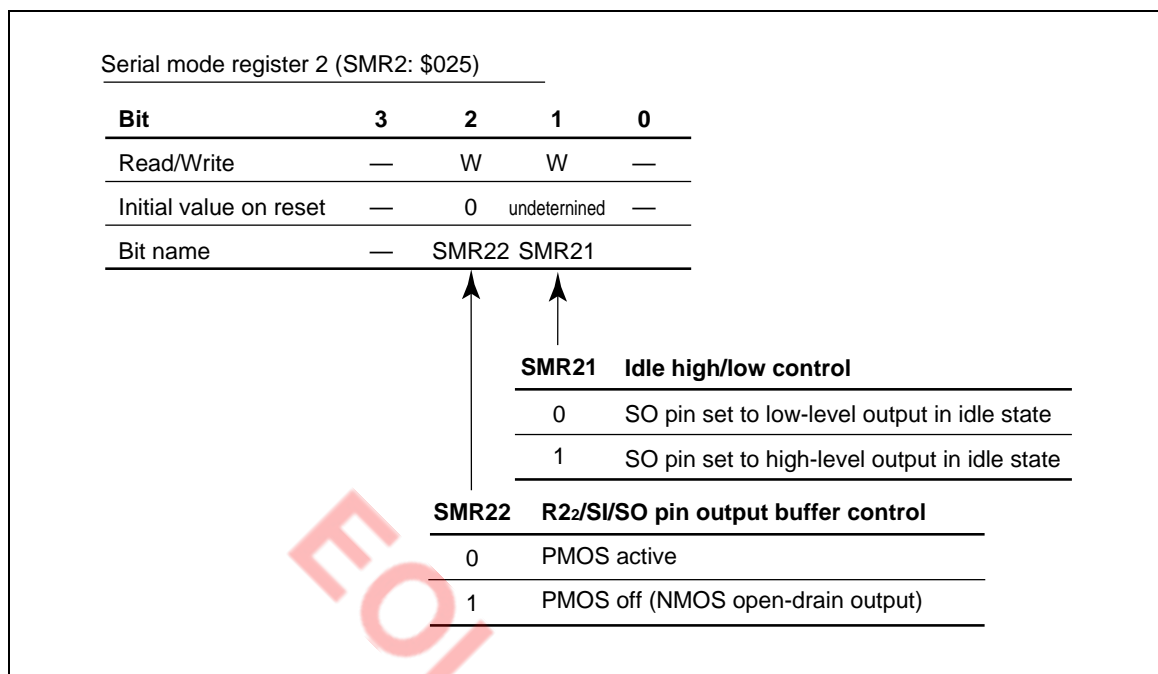 Serial mode register 2 (SMR2: $025)
Bit 3 2 1 0
Read/Write — W W —
Initial value on reset — 0 undeternined —
Bit name — SMR22 SMR21
SMR21 Idle high/low control
0 SO pin set to low-level output in idle state
1 SO pin set to high-level output in idle state
SMR22 R2₂/SI/SO pin output buffer control
0 PMOS active
1 PMOS off (NMOS open-drain output)